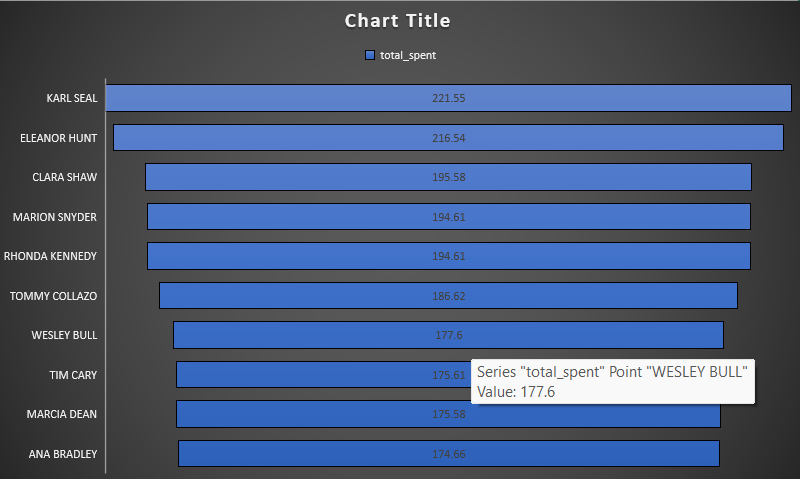 Chart Title
total_spent
KARL SEAL 221.55
ELEANOR HUNT 216.54
CLARA SHAW 195.58
MARION SNYDER 194.61
RHONDA KENNEDY 194.61
TOMMY COLLAZO 186.62
WESLEY BULL 177.6
TIM CARY 175.61
Series "total_spent" Point "WESLEY BULL"
Value: 177.6
MARCIA DEAN 175.58
ANA BRADLEY 174.66